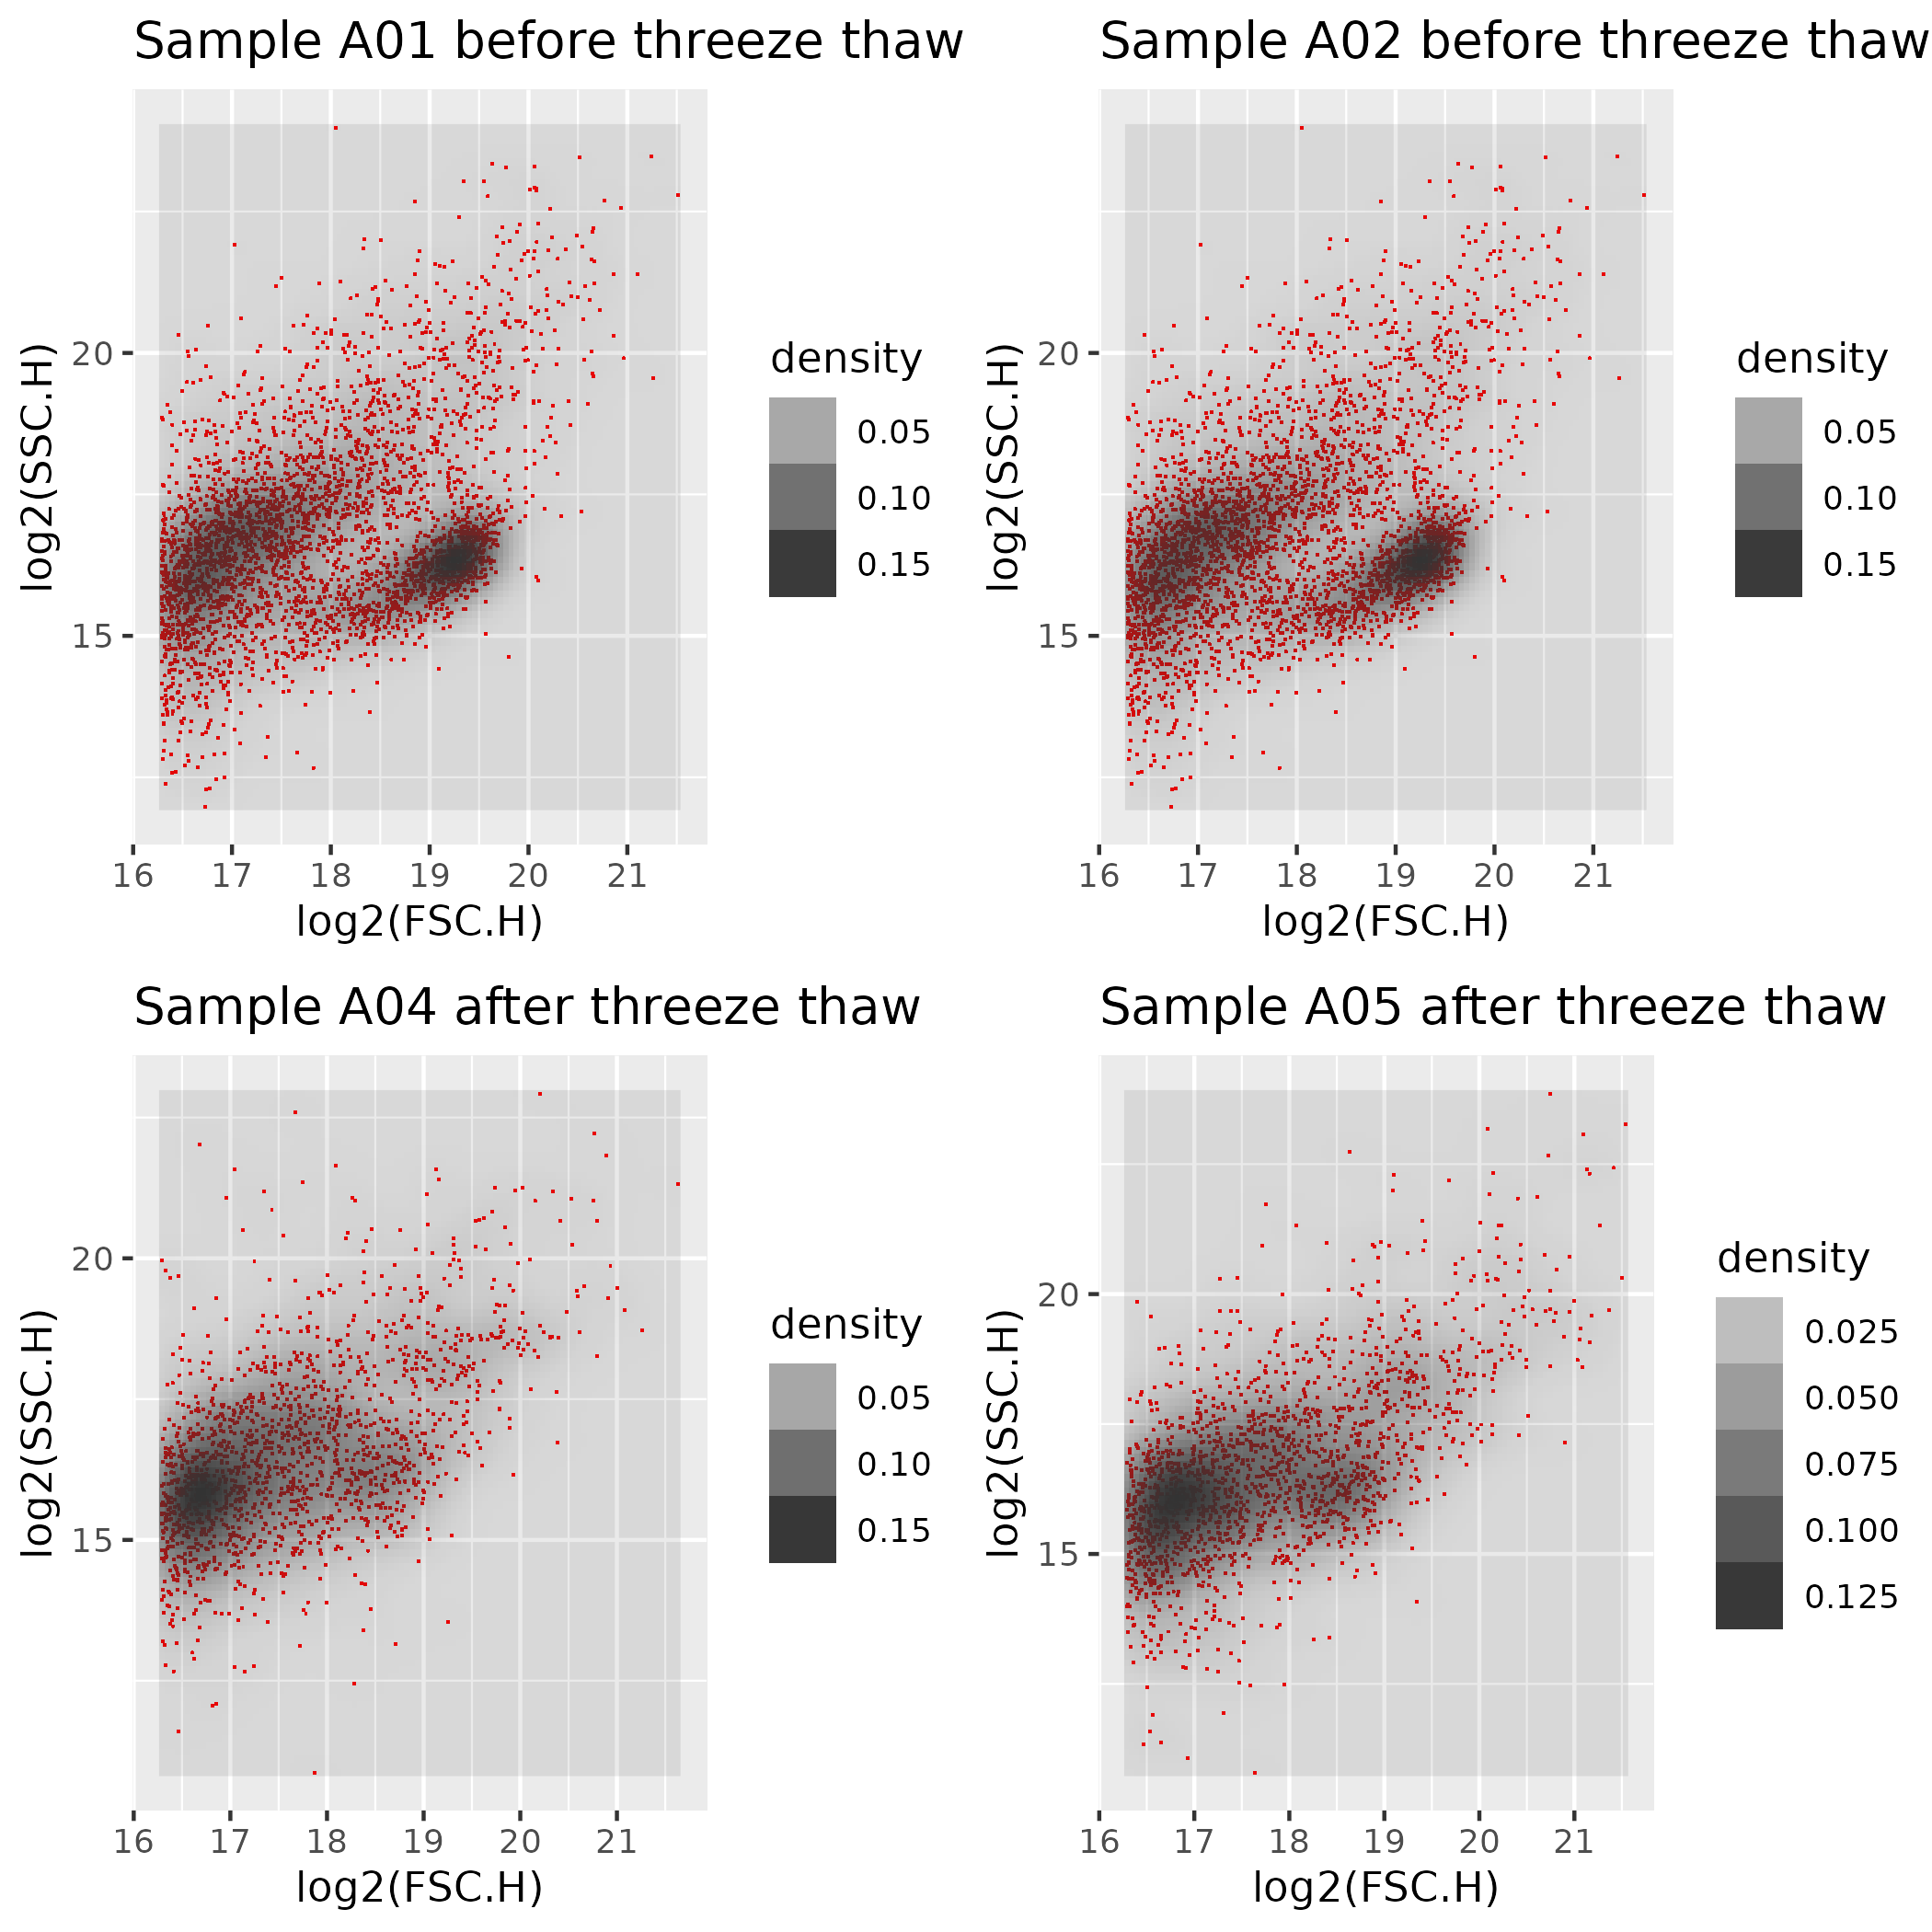 Sample A01 before threeze thaw
log2(SSC.H)
20
15
16 17 18 19 20 21
log2(FSC.H)
density
0.05
0.10
0.15
Sample A02 before threeze thaw
log2(SSC.H)
20
15
16 17 18 19 20 21
log2(FSC.H)
density
0.05
0.10
0.15
Sample A04 after threeze thaw
log2(SSC.H)
20
15
16 17 18 19 20 21
log2(FSC.H)
density
0.05
0.10
0.15
Sample A05 after threeze thaw
log2(SSC.H)
20
15
16 17 18 19 20 21
log2(FSC.H)
density
0.025
0.050
0.075
0.100
0.125